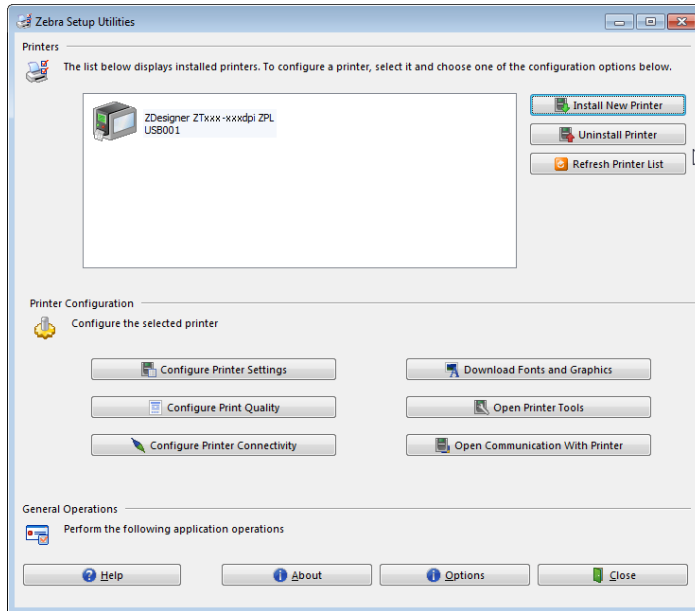 Zebra Setup Utilities
Printers
The list below displays installed printers. To configure a printer, select it and choose one of the configuration options below.
ZDesigner ZTxxx-xxxdpi ZPL
USB001
Install New Printer
Uninstall Printer
Refresh Printer List
Printer Configuration
Configure the selected printer
Configure Printer Settings
Download Fonts and Graphics
Configure Print Quality
Open Printer Tools
Configure Printer Connectivity
Open Communication With Printer
General Operations
Perform the following application operations
Help
About
Options
Close